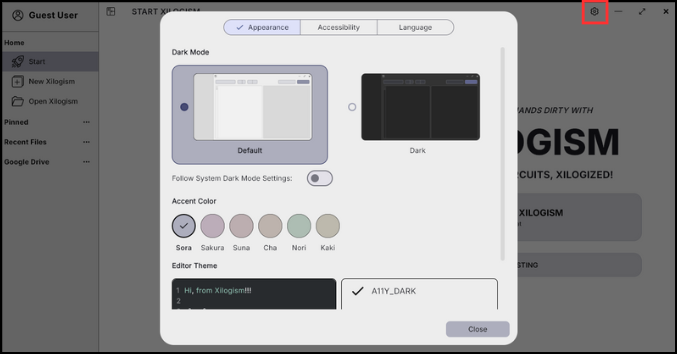 Guest User
START XILOGISM
Home
Start
New Xilogism
Open Xilogism
Pinned
Recent Files
Google Drive
Appearance
Accessibility
Language
Dark Mode
Default
Dark
Follow System Dark Mode Settings:
Accent Color
Sora
Sakura
Suna
Cha
Nori
Kaki
Editor Theme
1 Hi, from Xilogism!!!
2
A11Y_DARK
Close
HANDS DIRTY WITH
OGISM
RCUITS, XILOGIZED!
XILOGISM